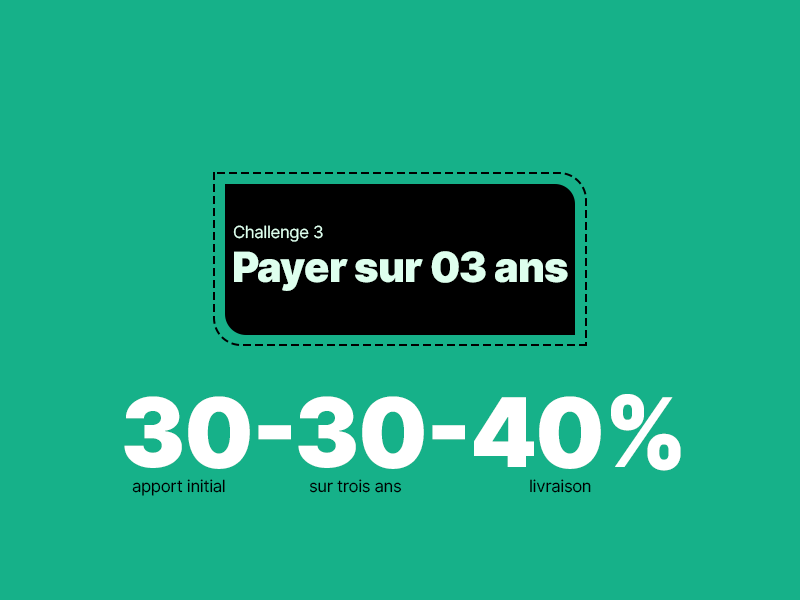 Challenge 3
Payer sur 03 ans
30-30-40%
apport initial
sur trois ans
livraison